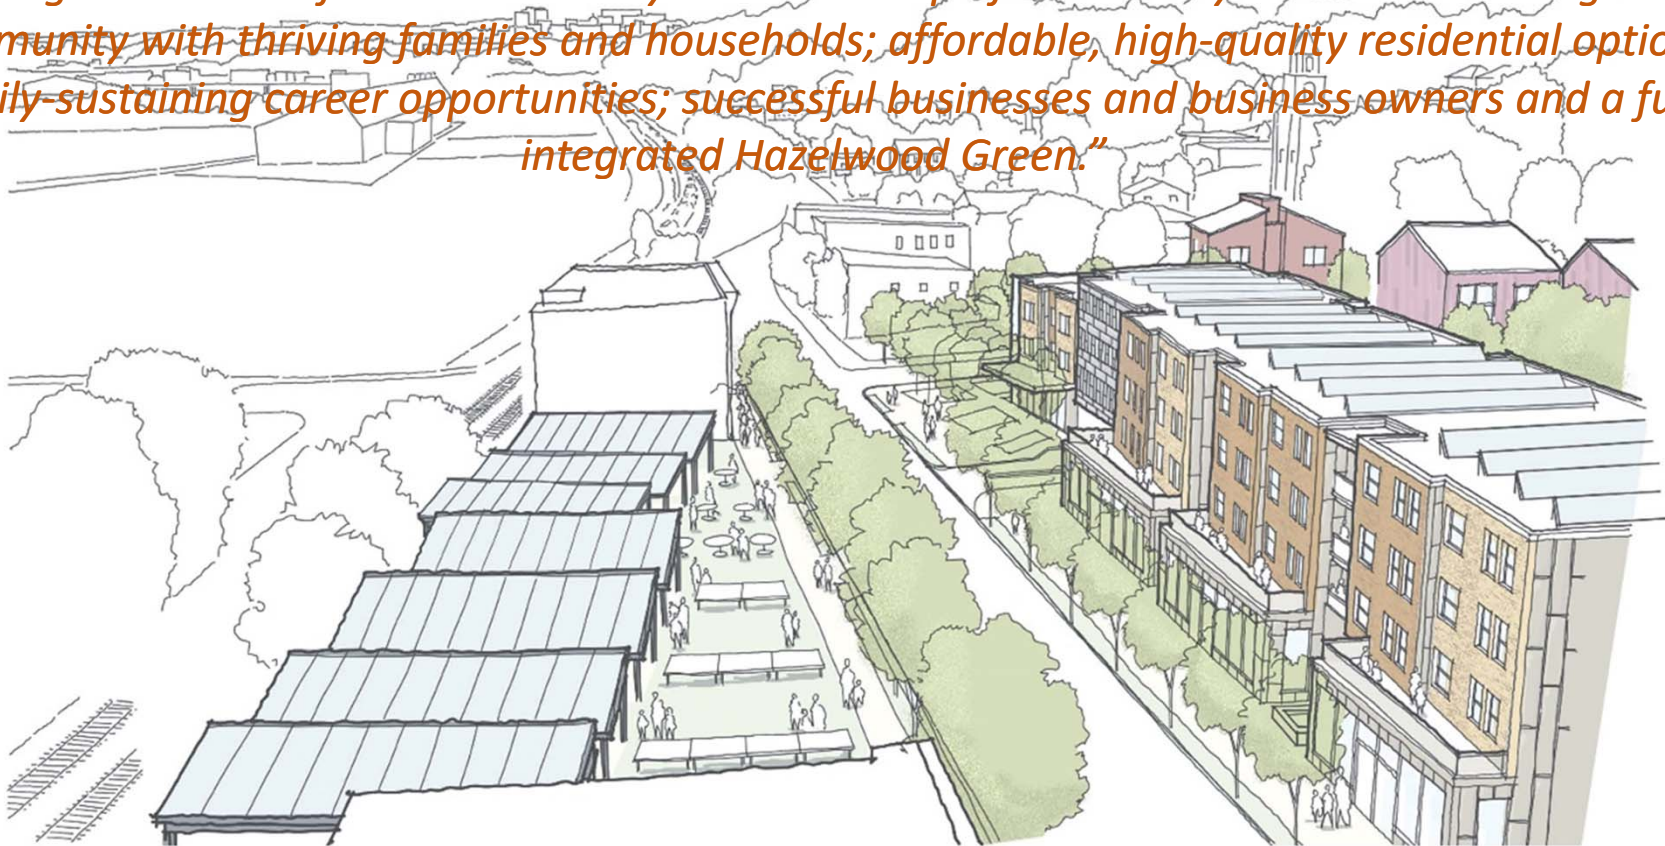 munity with thriving families and households; affordable, high-quality residential optio
ily-sustaining career opportunities; successful businesses and business owners and a fu
integrated Hazelwood Green.”